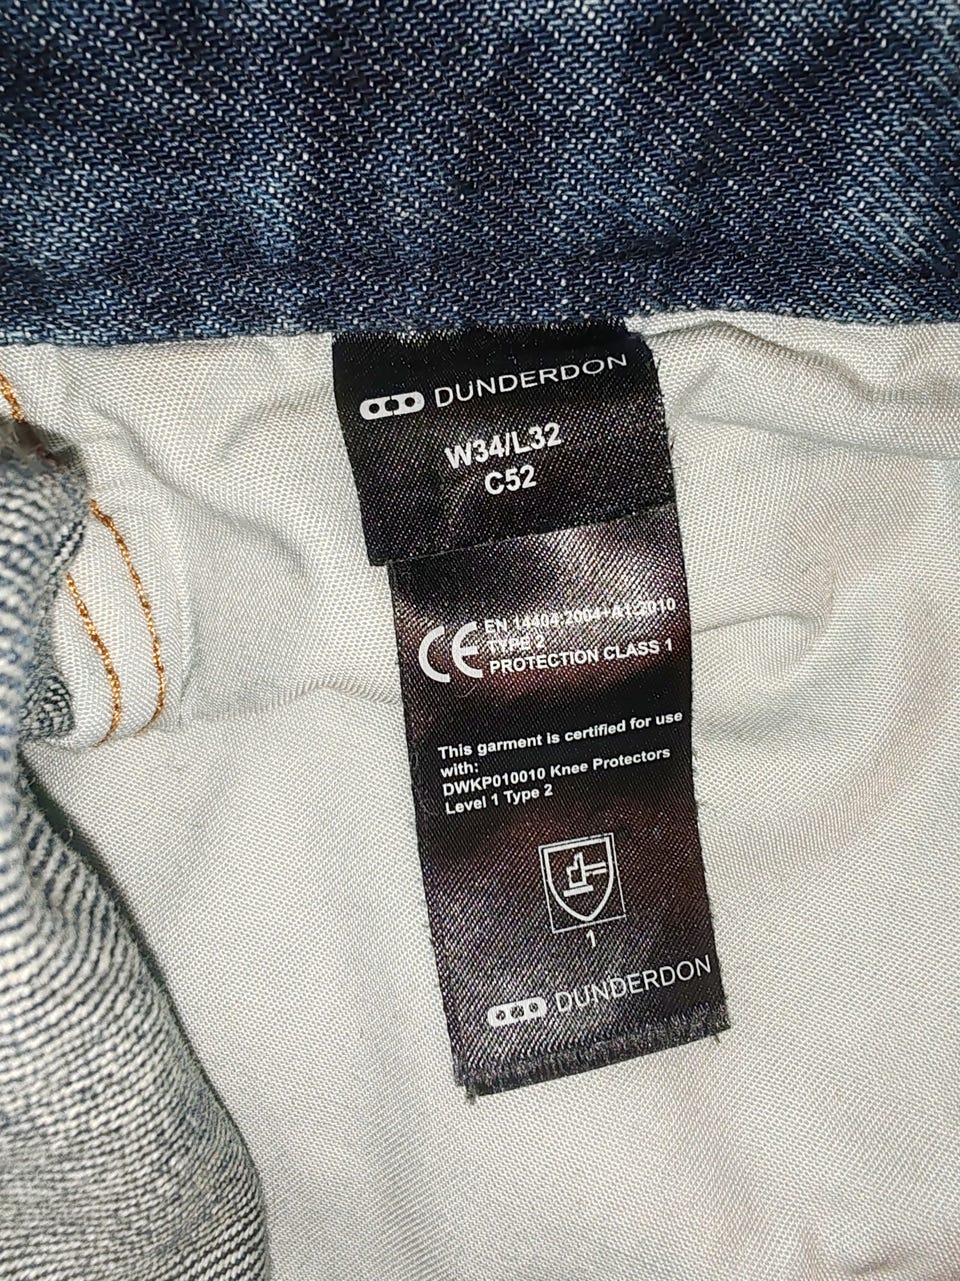 DUNDERDON
W34/L32
C52
CE
EN 14404:2004+A1:2010
TYPE 2
PROTECTION CLASS 1
This garment is certified for use
with:
DWKP010010 Knee Protectors
Level 1 Type 2
1
DUNDERDON